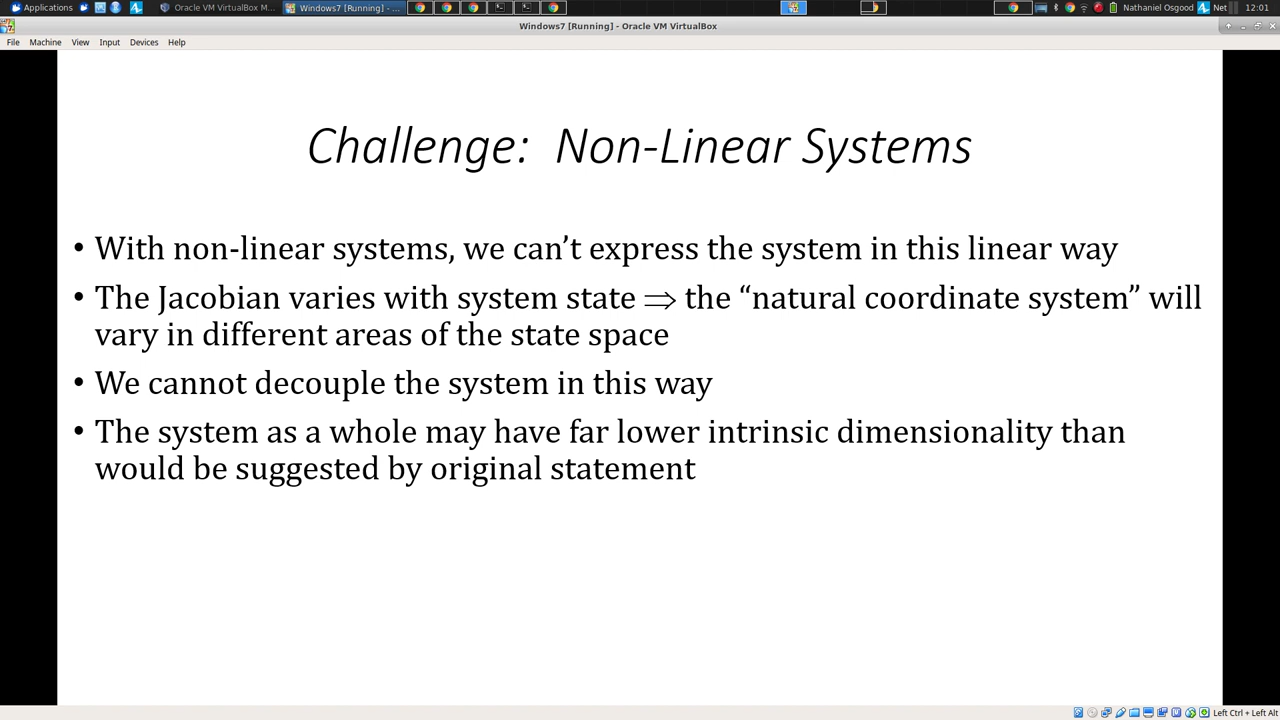 Applications
Oracle VM VirtualBox M...
Windows7 [Running] - ...
Nathaniel Osgood
Net
12:01
Windows7 [Running] - Oracle VM VirtualBox
File Machine View Input Devices Help
Challenge: Non-Linear Systems
• With non-linear systems, we can’t express the system in this linear way
• The Jacobian varies with system state ⇒ the “natural coordinate system” will
vary in different areas of the state space
• We cannot decouple the system in this way
• The system as a whole may have far lower intrinsic dimensionality than
would be suggested by original statement
Left Ctrl + Left Alt